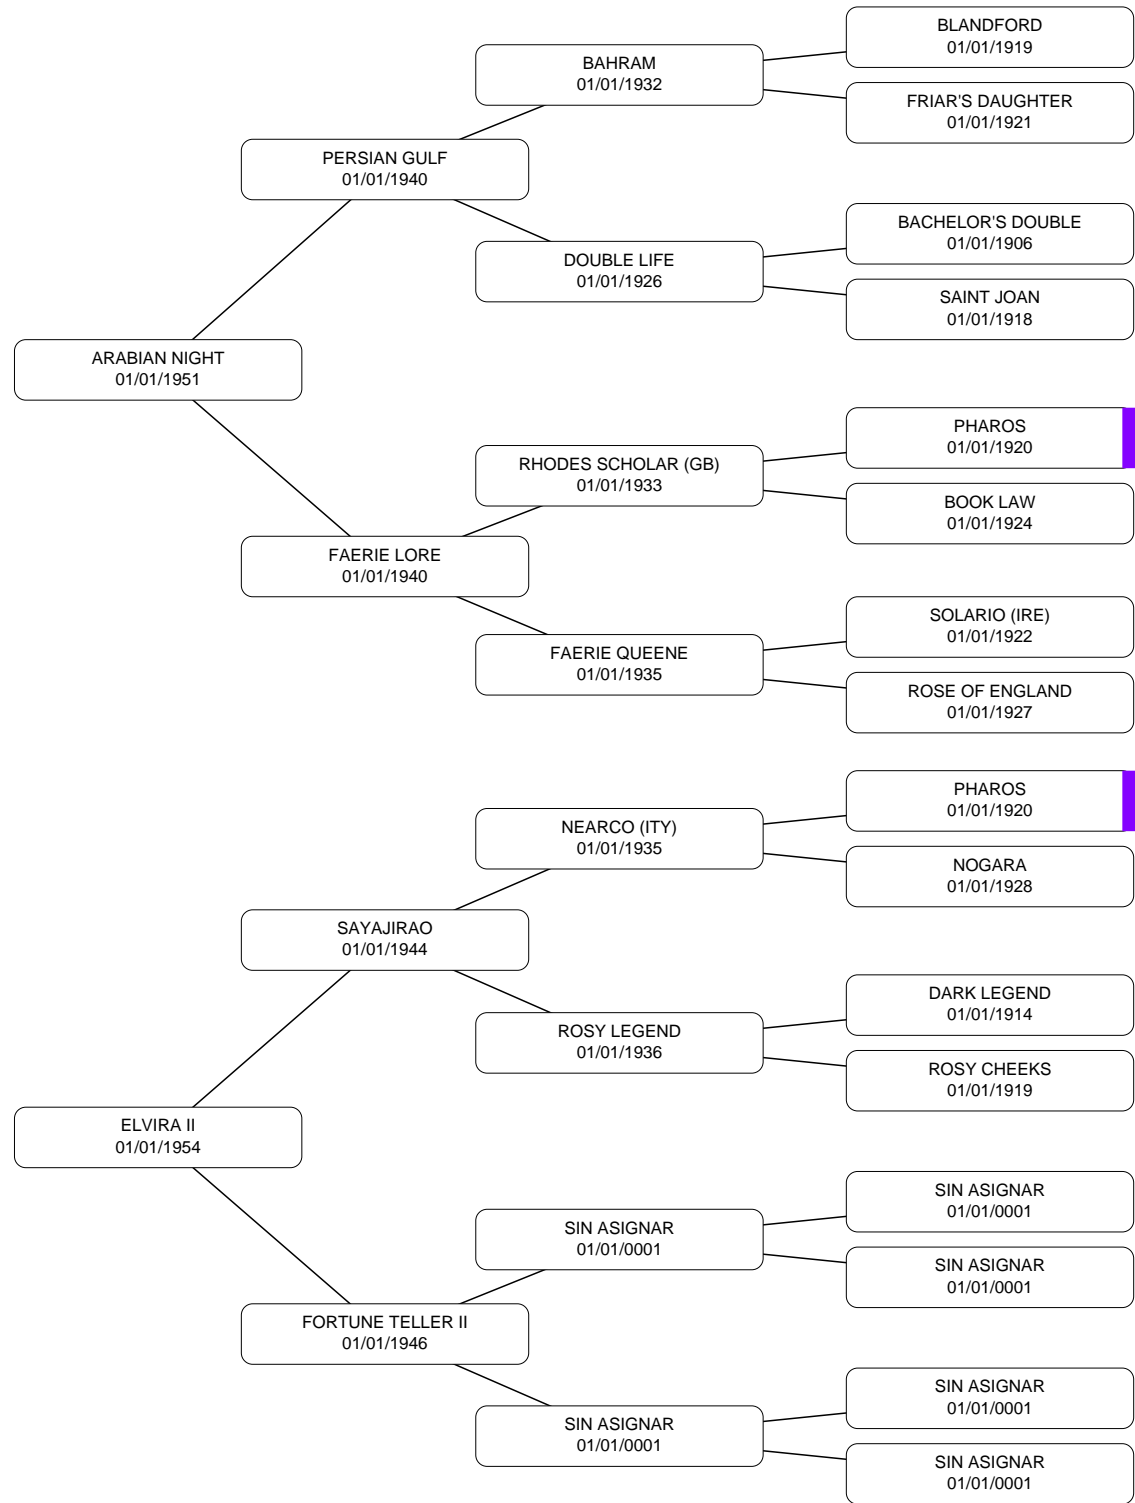 BLANDFORD
01/01/1919
BAHRAM
01/01/1932
FRIAR'S DAUGHTER
01/01/1921
PERSIAN GULF
01/01/1940
BACHELOR'S DOUBLE
01/01/1906
DOUBLE LIFE
01/01/1926
SAINT JOAN
01/01/1918
ARABIAN NIGHT
01/01/1951
PHAROS
01/01/1920
RHODES SCHOLAR (GB)
01/01/1933
BOOK LAW
01/01/1924
FAERIE LORE
01/01/1940
SOLARIO (IRE)
01/01/1922
FAERIE QUEENE
01/01/1935
ROSE OF ENGLAND
01/01/1927
PHAROS
01/01/1920
NEARCO (ITY)
01/01/1935
NOGARA
01/01/1928
SAYAJIRAO
01/01/1944
DARK LEGEND
01/01/1914
ROSY LEGEND
01/01/1936
ROSY CHEEKS
01/01/1919
ELVIRA II
01/01/1954
SIN ASIGNAR
01/01/0001
SIN ASIGNAR
01/01/0001
SIN ASIGNAR
01/01/0001
FORTUNE TELLER II
01/01/1946
SIN ASIGNAR
01/01/0001
SIN ASIGNAR
01/01/0001
SIN ASIGNAR
01/01/0001